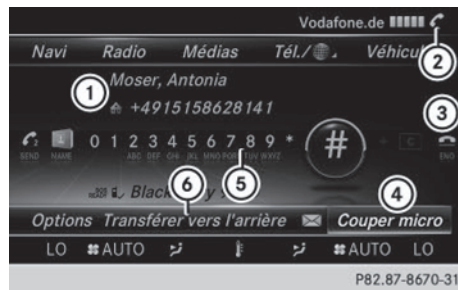 Vodafone.de
Navi Radio Médias Tél./ Véhicul
2
Moser, Antonia
1
+4915158628141
3
SEND NAME 0 1 2 3 4 5 6 7 8 9 * # C END
ABC DEF GHI JKL MNO PQR TUV WXYZ
6 5
4
Options Transférer vers l'arrière Couper micro
LO AUTO AUTO LO
P82.87-8670-31